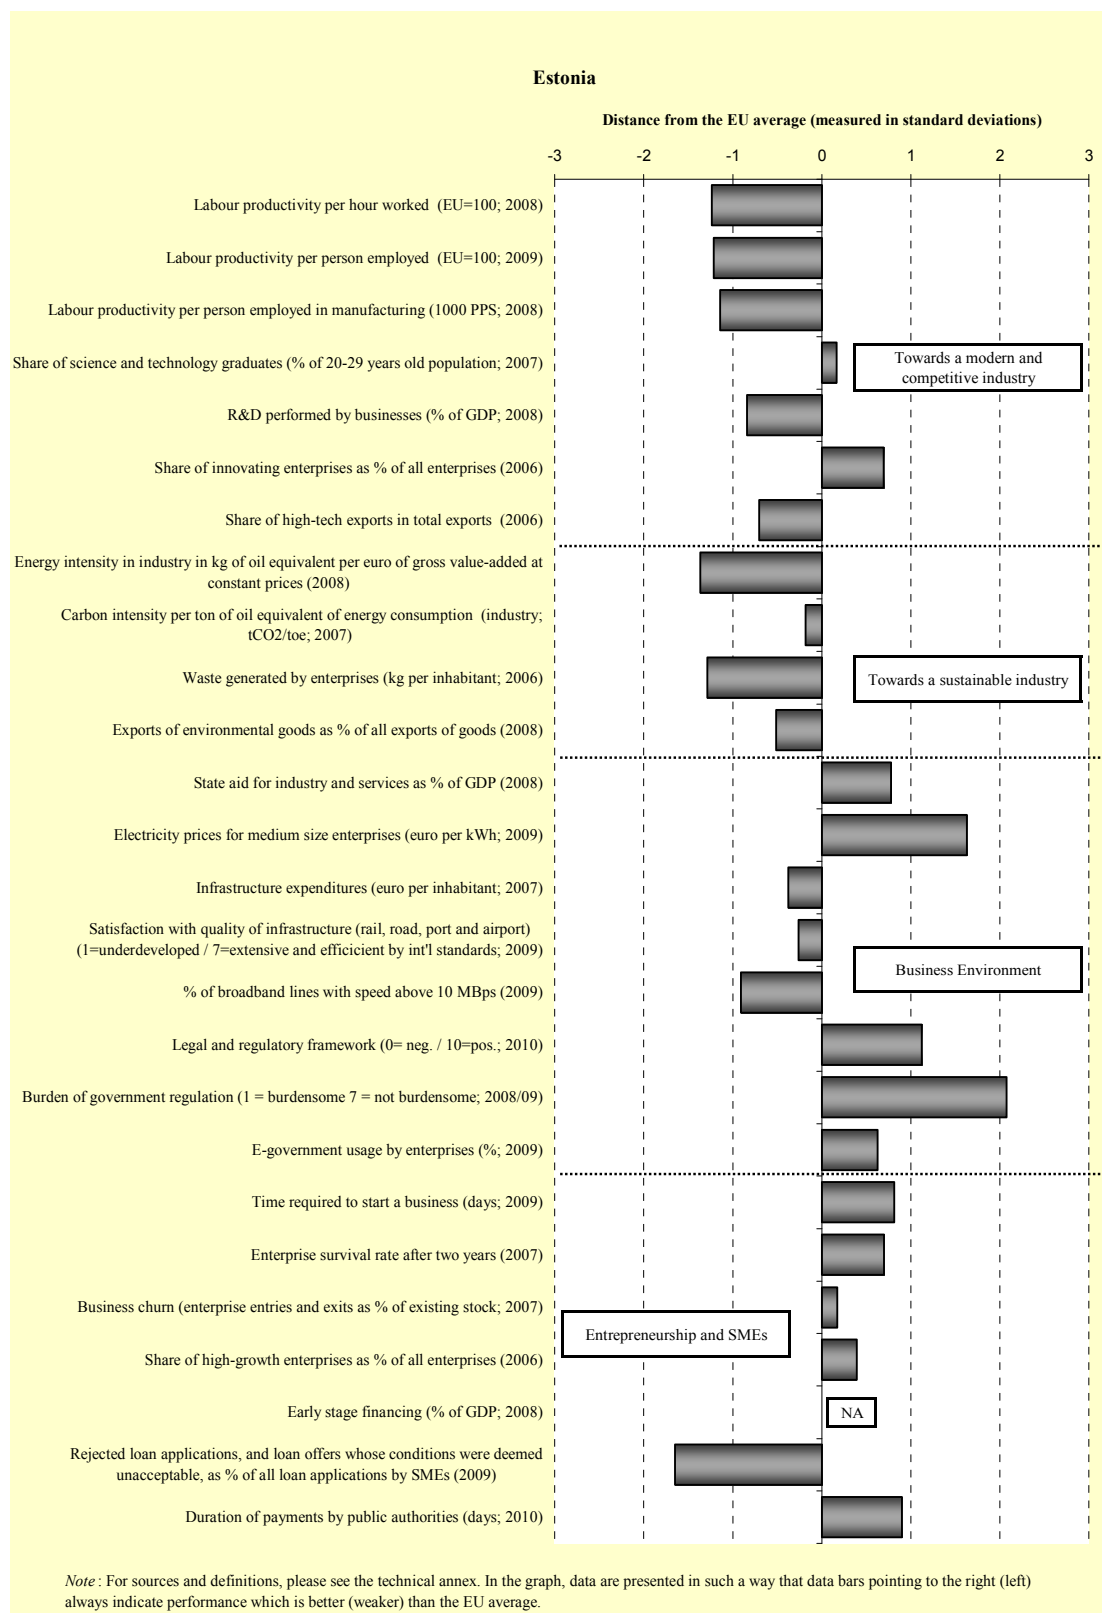 Estonia
Distance from the EU average (measured in standard deviations)
-3 -2 -1 0 1 2 3
Labour productivity per hour worked (EU=100; 2008)
Labour productivity per person employed (EU=100; 2009)
Labour productivity per person employed in manufacturing (1000 PPS; 2008)
Share of science and technology graduates (% of 20-29 years old population; 2007)
Towards a modern and
competitive industry
R&D performed by businesses (% of GDP; 2008)
Share of innovating enterprises as % of all enterprises (2006)
Share of high-tech exports in total exports (2006)
Energy intensity in industry in kg of oil equivalent per euro of gross value-added at
constant prices (2008)
Carbon intensity per ton of oil equivalent of energy consumption (industry;
tCO2/toe; 2007)
Waste generated by enterprises (kg per inhabitant; 2006)
Towards a sustainable industry
Exports of environmental goods as % of all exports of goods (2008)
State aid for industry and services as % of GDP (2008)
Electricity prices for medium size enterprises (euro per kWh; 2009)
Infrastructure expenditures (euro per inhabitant; 2007)
Satisfaction with quality of infrastructure (rail, road, port and airport)
(1=underdeveloped / 7=extensive and efficicient by int'l standards; 2009)
Business Environment
% of broadband lines with speed above 10 MBps (2009)
Legal and regulatory framework (0= neg. / 10=pos.; 2010)
Burden of government regulation (1 = burdensome 7 = not burdensome; 2008/09)
E-government usage by enterprises (%; 2009)
Time required to start a business (days; 2009)
Enterprise survival rate after two years (2007)
Business churn (enterprise entries and exits as % of existing stock; 2007)
Entrepreneurship and SMEs
Share of high-growth enterprises as % of all enterprises (2006)
Early stage financing (% of GDP; 2008)
NA
Rejected loan applications, and loan offers whose conditions were deemed
unacceptable, as % of all loan applications by SMEs (2009)
Duration of payments by public authorities (days; 2010)
Note : For sources and definitions, please see the technical annex. In the graph, data are presented in such a way that data bars pointing to the right (left)
always indicate performance which is better (weaker) than the EU average.